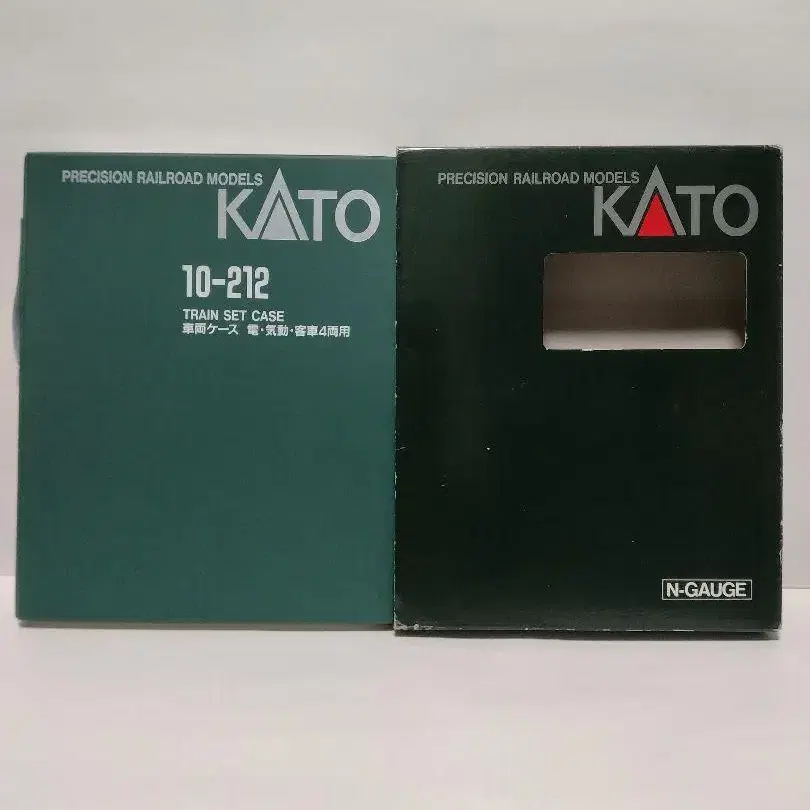 PRECISION RAILROAD MODELS
KATO
10-212
TRAIN SET CASE
車両ケース 電・気動・客車4両用
PRECISION RAILROAD MODELS
KATO
N-GAUGE